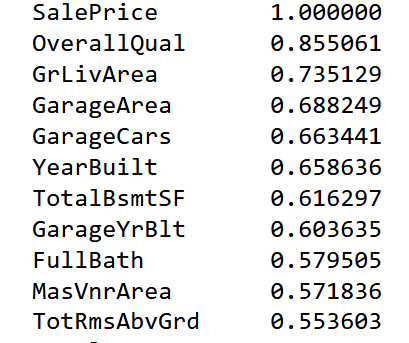 SalePrice 1.000000
OverallQual 0.855061
GrLivArea 0.735129
GarageArea 0.688249
GarageCars 0.663441
YearBuilt 0.658636
TotalBsmtSF 0.616297
GarageYrBlt 0.603635
FullBath 0.579505
MasVnrArea 0.571836
TotRmsAbvGrd 0.553603